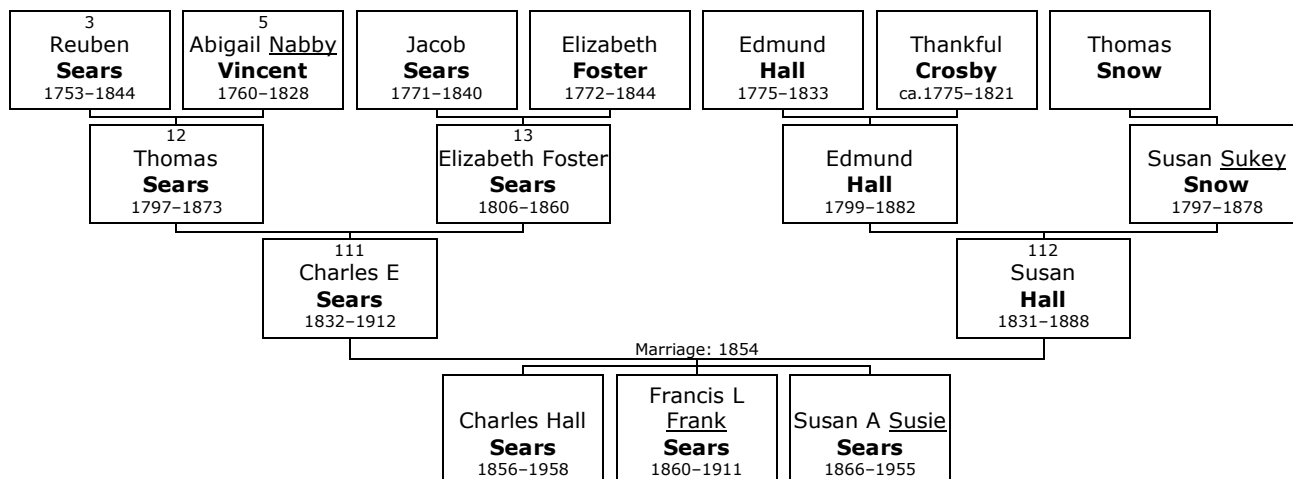 3
Reuben
Sears
1753–1844
5
Abigail Nabby
Vincent
1760–1828
Jacob
Sears
1771–1840
Elizabeth
Foster
1772–1844
Edmund
Hall
1775–1833
Thankful
Crosby
ca.1775–1821
Thomas
Snow
12
Thomas
Sears
1797–1873
13
Elizabeth Foster
Sears
1806–1860
Edmund
Hall
1799–1882
Susan Sukey
Snow
1797–1878
111
Charles E
Sears
1832–1912
112
Susan
Hall
1831–1888
Marriage: 1854
Charles Hall
Sears
1856–1958
Francis L
Frank
Sears
1860–1911
Susan A Susie
Sears
1866–1955